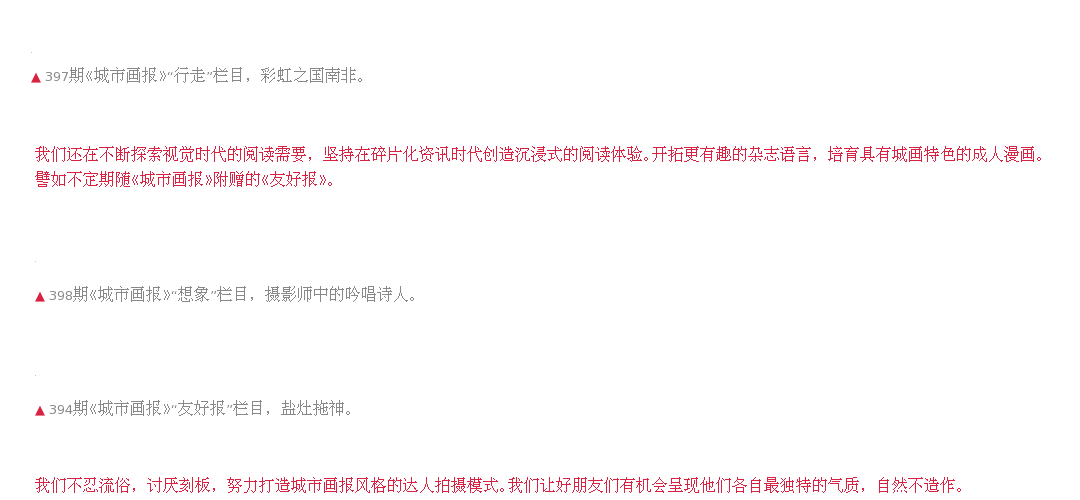 ▲ 397期《城市画报》“行走”栏目，彩虹之国南非。
我们还在不断探索视觉时代的阅读需要，坚持在碎片化资讯时代创造沉浸式的阅读体验。开拓更有趣的杂志语言，培育具有城画特色的成人漫画。
譬如不定期随《城市画报》附赠的《友好报》。
▲ 398期《城市画报》“想象”栏目，摄影师中的吟唱诗人。
▲ 394期《城市画报》“友好报”栏目，盐灶拖神。
我们不忍流俗，讨厌刻板，努力打造城市画报风格的达人拍摄模式。我们让好朋友们有机会呈现他们各自最独特的气质，自然不造作。